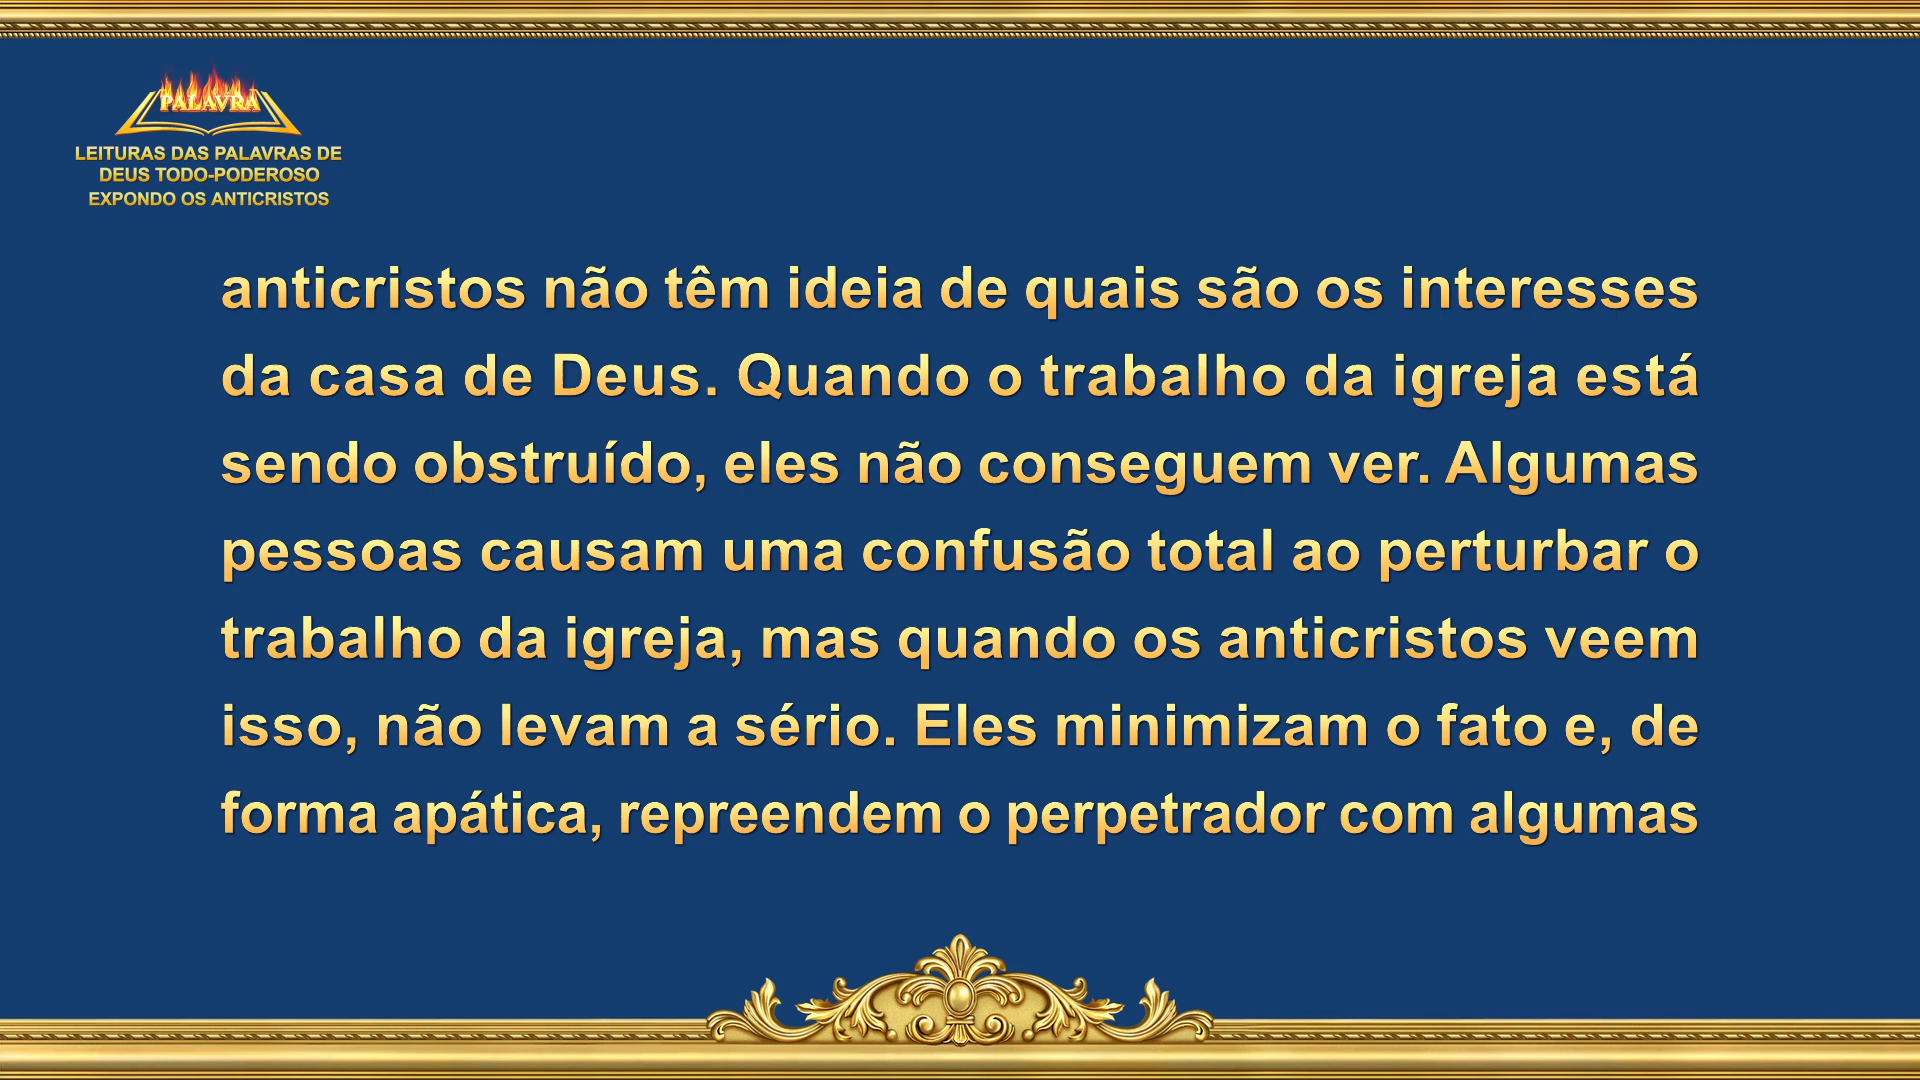 PALAVRA
LEITURAS DAS PALAVRAS DE
DEUS TODO-PODEROSO
EXPONDO OS ANTICRISTOS
anticristos não têm ideia de quais são os interesses
da casa de Deus. Quando o trabalho da igreja está
sendo obstruído, eles não conseguem ver. Algumas
pessoas causam uma confusão total ao perturbar o
trabalho da igreja, mas quando os anticristos veem
isso, não levam a sério. Eles minimizam o fato e, de
forma apática, repreendem o perpetrador com algumas